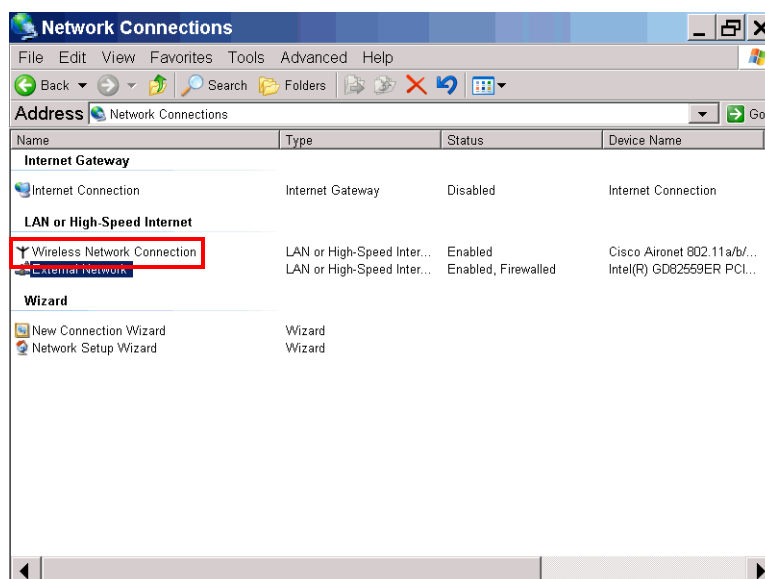 Network Connections
File Edit View Favorites Tools Advanced Help
Back Search Folders
Address Network Connections Go
Name Type Status Device Name
Internet Gateway
Internet Connection Internet Gateway Disabled Internet Connection
LAN or High-Speed Internet
Wireless Network Connection LAN or High-Speed Inter... Enabled Cisco Aironet 802.11a/b/...
External Network LAN or High-Speed Inter... Enabled, Firewalled Intel(R) GD82559ER PCI...
Wizard
New Connection Wizard Wizard
Network Setup Wizard Wizard